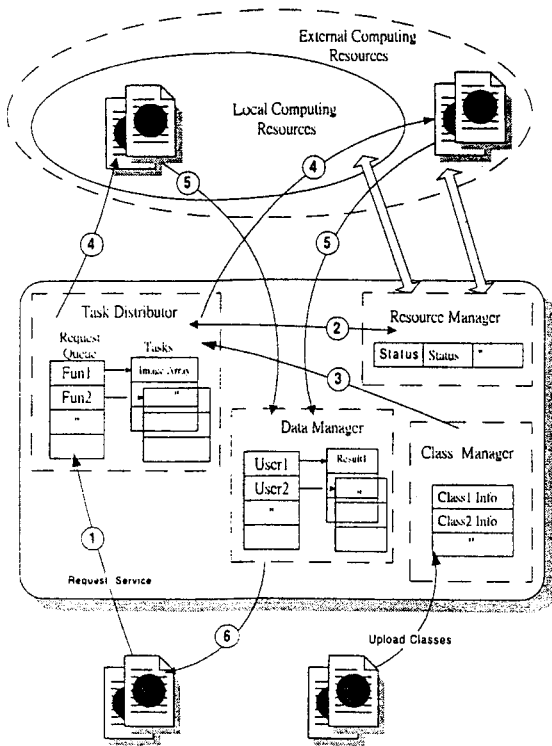 External Computing
Resources
Local Computing
Resources
4
5
4
5
Task Distributor
Request
Queue
Tasks
Fun1
Fun2
"
Image Array
"
2
Resource Manager
Status
Status
"
3
Data Manager
User1
User2
"
Result1
"
Class Manager
Class1 Info
Class2 Info
"
1
Request Service
6
Upload Classes